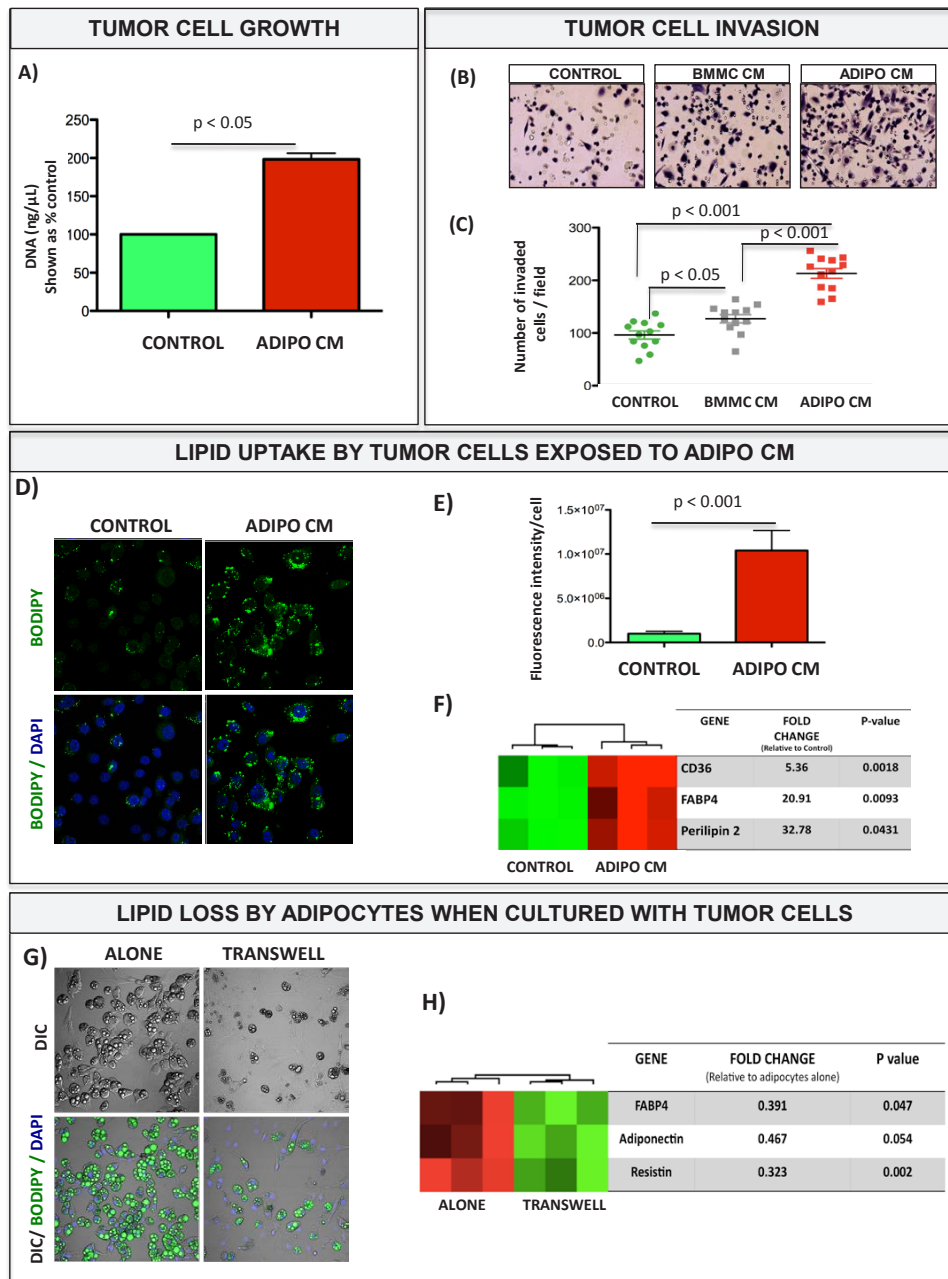 TUMOR CELL GROWTH
A)
250
200
150
100
50
0
DNA (ng/µL)
Shown as % control
p < 0.05
CONTROL
ADIPO CM
TUMOR CELL INVASION
(B)
CONTROL
BMMC CM
ADIPO CM
(C)
p < 0.001
p < 0.001
p < 0.05
300
200
100
0
Number of invaded
cells / field
CONTROL
BMMC CM
ADIPO CM
LIPID UPTAKE BY TUMOR CELLS EXPOSED TO ADIPO CM
D)
CONTROL
ADIPO CM
BODIPY
BODIPY / DAPI
E)
p < 0.001
1.5×10⁰⁷
1.0×10⁰⁷
5.0×10⁰⁶
0.0
Fluorescence intensity/cell
CONTROL
ADIPO CM
F)
GENE FOLD CHANGE (Relative to Control) P-value
CD36 5.36 0.0018
FABP4 20.91 0.0093
Perilipin 2 32.78 0.0431
CONTROL
ADIPO CM
LIPID LOSS BY ADIPOCYTES WHEN CULTURED WITH TUMOR CELLS
G)
ALONE
TRANSWELL
DIC
DIC/ BODIPY / DAPI
H)
GENE FOLD CHANGE (Relative to adipocytes alone) P value
FABP4 0.391 0.047
Adiponectin 0.467 0.054
Resistin 0.323 0.002
ALONE
TRANSWELL